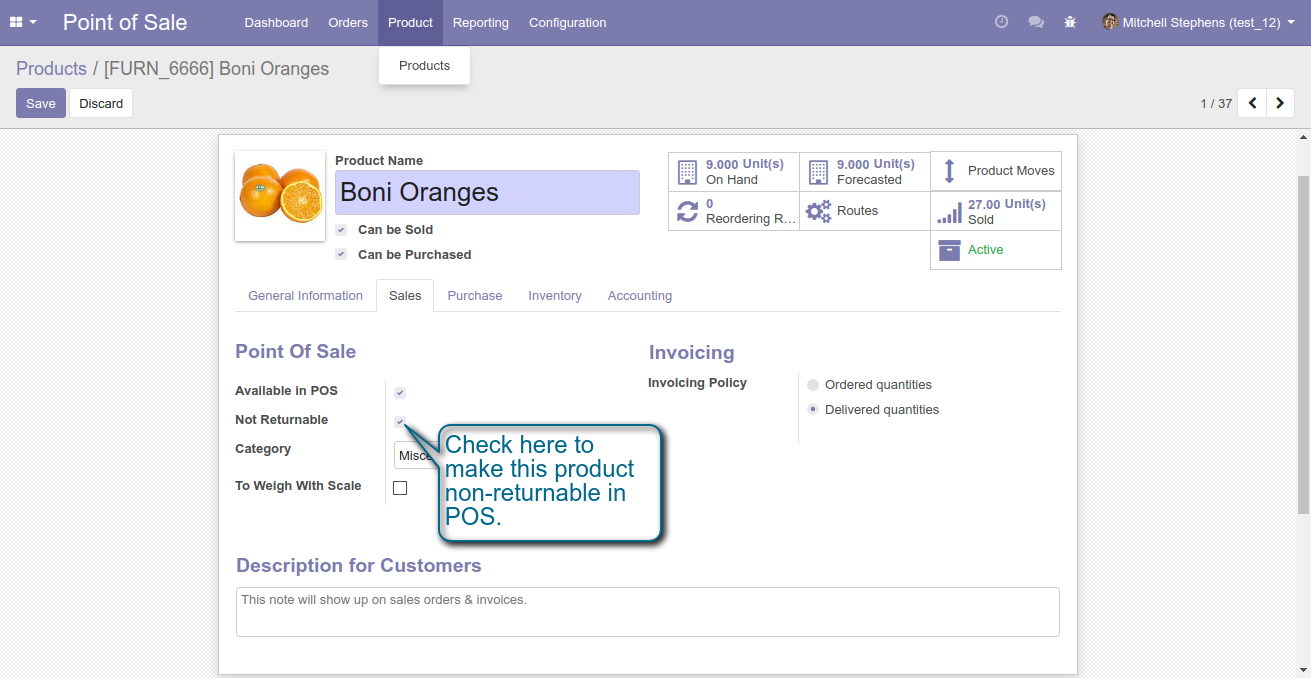 Point of Sale Dashboard Orders Product Reporting Configuration Mitchell Stephens (test_12)
Products
Products / [FURN_6666] Boni Oranges
Save Discard 1 / 37
Product Name
Boni Oranges
Can be Sold
Can be Purchased
9.000 Unit(s)
On Hand
9.000 Unit(s)
Forecasted
Product Moves
0
Reordering R...
Routes
27.00 Unit(s)
Sold
Active
General Information Sales Purchase Inventory Accounting
Point Of Sale
Available in POS
Not Returnable
Category
To Weigh With Scale
Check here to
make this product
non-returnable in
POS.
Invoicing
Invoicing Policy
Ordered quantities
Delivered quantities
Description for Customers
This note will show up on sales orders & invoices.